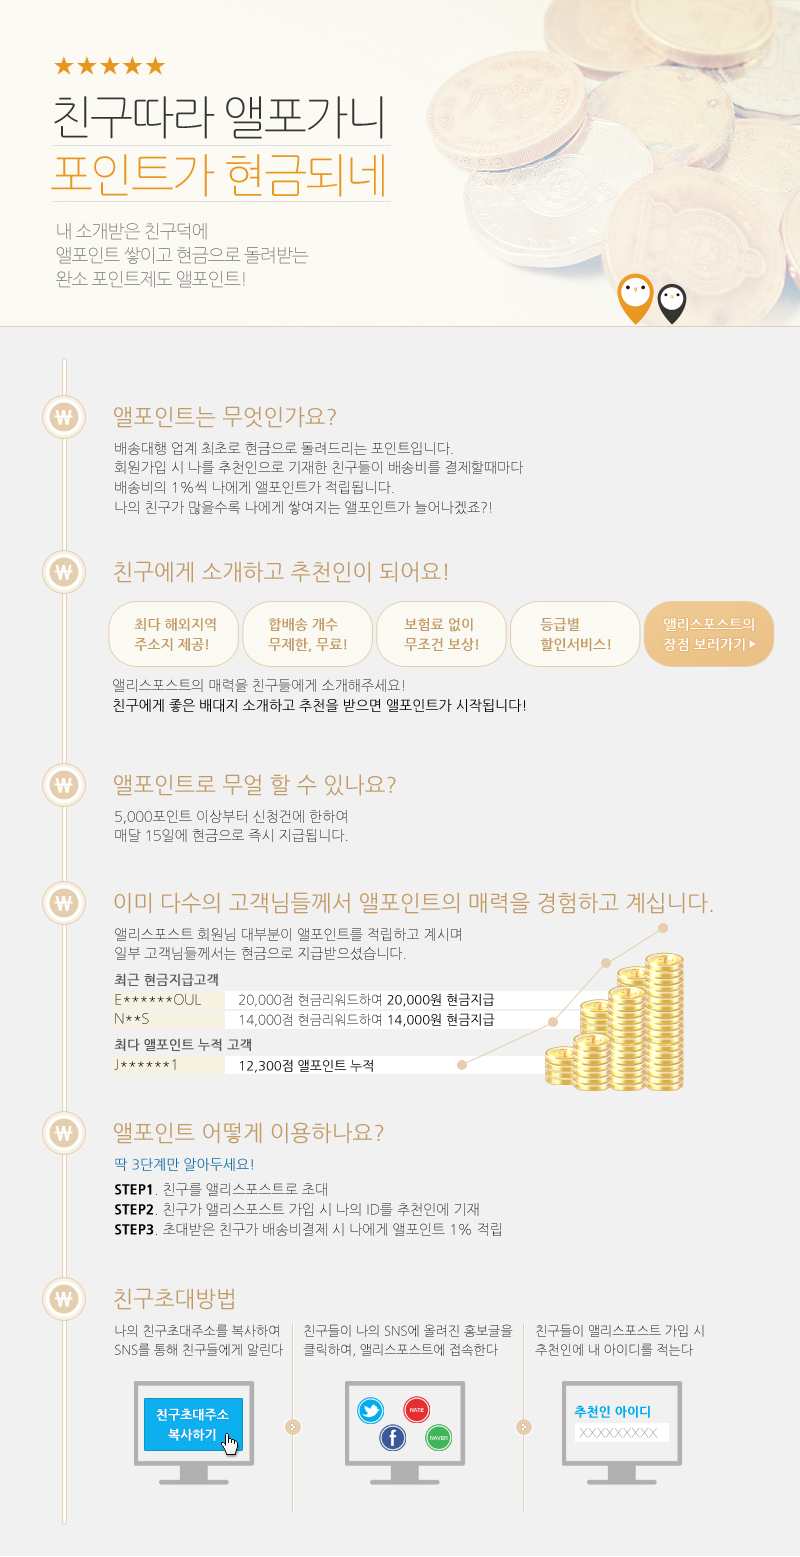 친구따라 앨포가니
포인트가 현금되네
내 소개받은 친구덕에
앨포인트 쌓이고 현금으로 돌려받는
완소 포인트제도 앨포인트!
앨포인트는 무엇인가요?
배송대행 업계 최초로 현금으로 돌려드리는 포인트입니다.
회원가입 시 나를 추천인으로 기재한 친구들이 배송비를 결제할때마다
배송비의 1%씩 나에게 앨포인트가 적립됩니다.
나의 친구가 많을수록 나에게 쌓여지는 앨포인트가 늘어나겠죠?!
친구에게 소개하고 추천인이 되어요!
최다 해외지역
주소지 제공!
합배송 개수
무제한, 무료!
보험료 없이
무조건 보상!
등급별
할인서비스!
앨리스포스트의
장점 보러가기
앨리스포스트의 매력을 친구들에게 소개해주세요!
친구에게 좋은 배대지 소개하고 추천을 받으면 앨포인트가 시작됩니다!
앨포인트로 무얼 할 수 있나요?
5,000포인트 이상부터 신청건에 한하여
매달 15일에 현금으로 즉시 지급됩니다.
이미 다수의 고객님들께서 앨포인트의 매력을 경험하고 계십니다.
앨리스포스트 회원님 대부분이 앨포인트를 적립하고 계시며
일부 고객님들께서는 현금으로 지급받으셨습니다.
최근 현금지급고객
E******OUL 20,000점 현금리워드하여 20,000원 현금지급
N**S 14,000점 현금리워드하여 14,000원 현금지급
최다 앨포인트 누적 고객
J******1 12,300점 앨포인트 누적
앨포인트 어떻게 이용하나요?
딱 3단계만 알아두세요!
STEP1. 친구를 앨리스포스트로 초대
STEP2. 친구가 앨리스포스트 가입 시 나의 ID를 추천인에 기재
STEP3. 초대받은 친구가 배송비결제 시 나에게 앨포인트 1% 적립
친구초대방법
나의 친구초대주소를 복사하여
SNS를 통해 친구들에게 알린다
친구초대주소
복사하기
친구들이 나의 SNS에 올려진 홍보글을
클릭하여, 앨리스포스트에 접속한다
NATE
NAVER
친구들이 앨리스포스트 가입 시
추천인에 내 아이디를 적는다
추천인 아이디
XXXXXXXXX